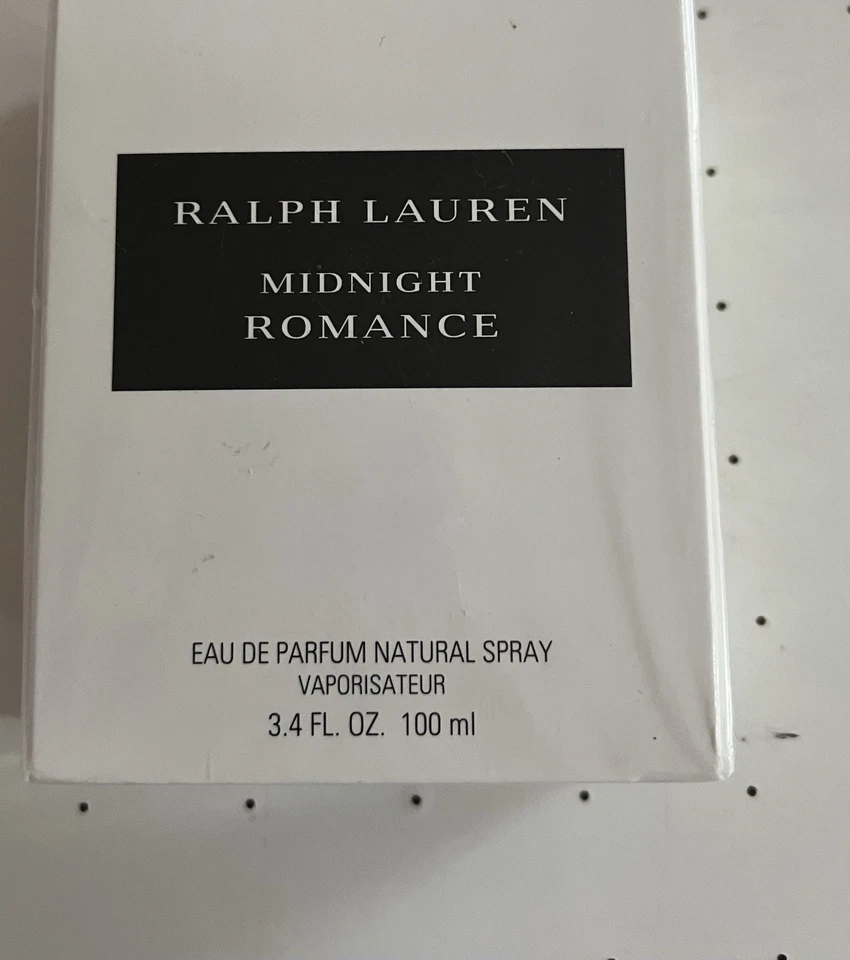 RALPH LAUREN
MIDNIGHT
ROMANCE
EAU DE PARFUM NATURAL SPRAY
VAPORISATEUR
3.4 FL. OZ. 100 ml